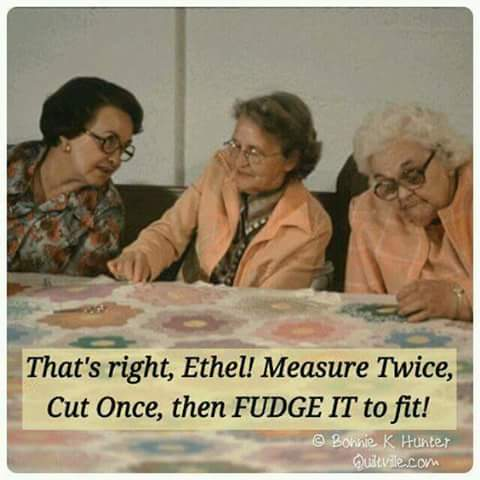 That's right, Ethel! Measure Twice,
Cut Once, then FUDGE IT to fit!
© Bonnie K Hunter
Quiltville.com